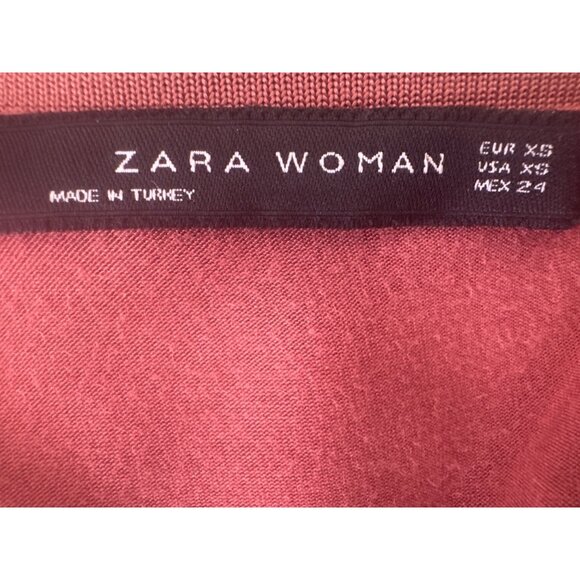 ZARA WOMAN
MADE IN TURKEY
EUR XS
USA XS
MEX 24